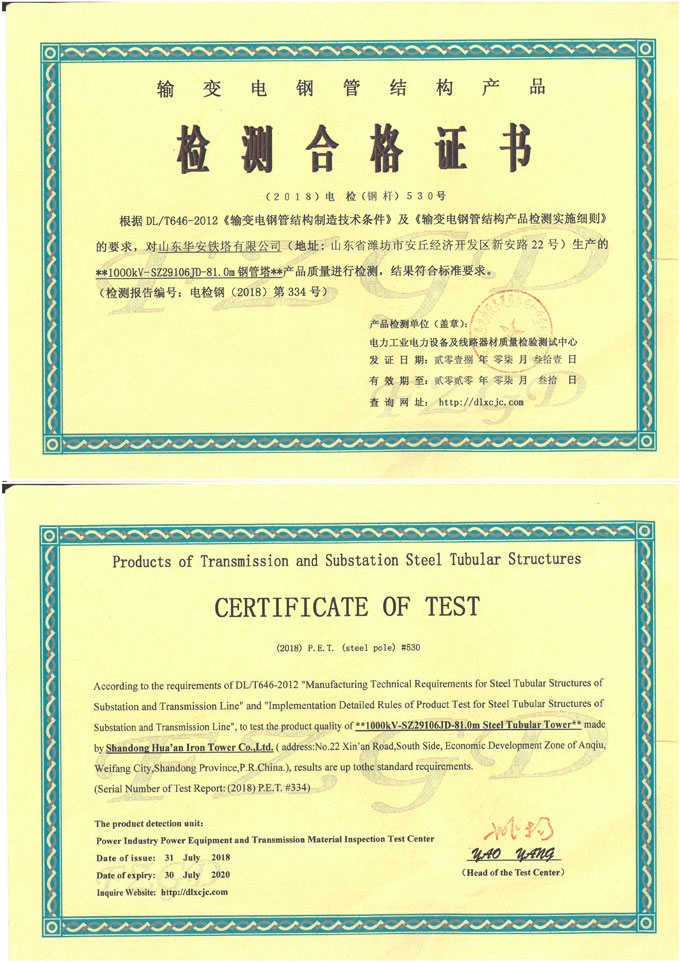 输变电钢管结构产品
检测合格证书
（2018）电 检（钢杆）530号
根据DL/T646-2012《输变电钢管结构制造技术条件》及《输变电钢管结构产品检测实施细则》
的要求，对山东华安铁塔有限公司（地址：山东省潍坊市安丘经济开发区新安路22号）生产的
**1000kV-SZ29106JD-81.0m钢管塔**产品质量进行检测，结果符合标准要求。
（检测报告编号：电检钢（2018）第334号）
产品检测单位（盖章）：
电力工业电力设备及线路器材质量检验测试中心
发 证 日 期：贰零壹捌 年 零柒 月 叁拾壹 日
有 效 期 至：贰零贰零 年 零柒 月 叁拾 日
查 询 网 址： http://dlxcjc.com
FZGD
FZGD
Products of Transmission and Substation Steel Tubular Structures
CERTIFICATE OF TEST
(2018) P.E.T. (steel pole) #530
According to the requirements of DL/T646-2012 "Manufacturing Technical Requirements for Steel Tubular Structures of
Substation and Transmission Line" and "Implementation Detailed Rules of Product Test for Steel Tubular Structures of
Substation and Transmission Line", to test the product quality of **1000kV-SZ29106JD-81.0m Steel Tubular Tower** made
by Shandong Hua'an Iron Tower Co.,Ltd. ( address:No.22 Xin'an Road,South Side, Economic Development Zone of Anqiu,
Weifang City,Shandong Province,P.R.China.), results are up tothe standard requirements.
(Serial Number of Test Report: (2018) P.E.T. #334)
The product detection unit:
Power Industry Power Equipment and Transmission Material Inspection Test Center
Date of issue: 31 July 2018
Date of expiry: 30 July 2020
Inquire Website: http://dlxcjc.com
YAO YANG
(Head of the Test Center)
FZGD
FZGD